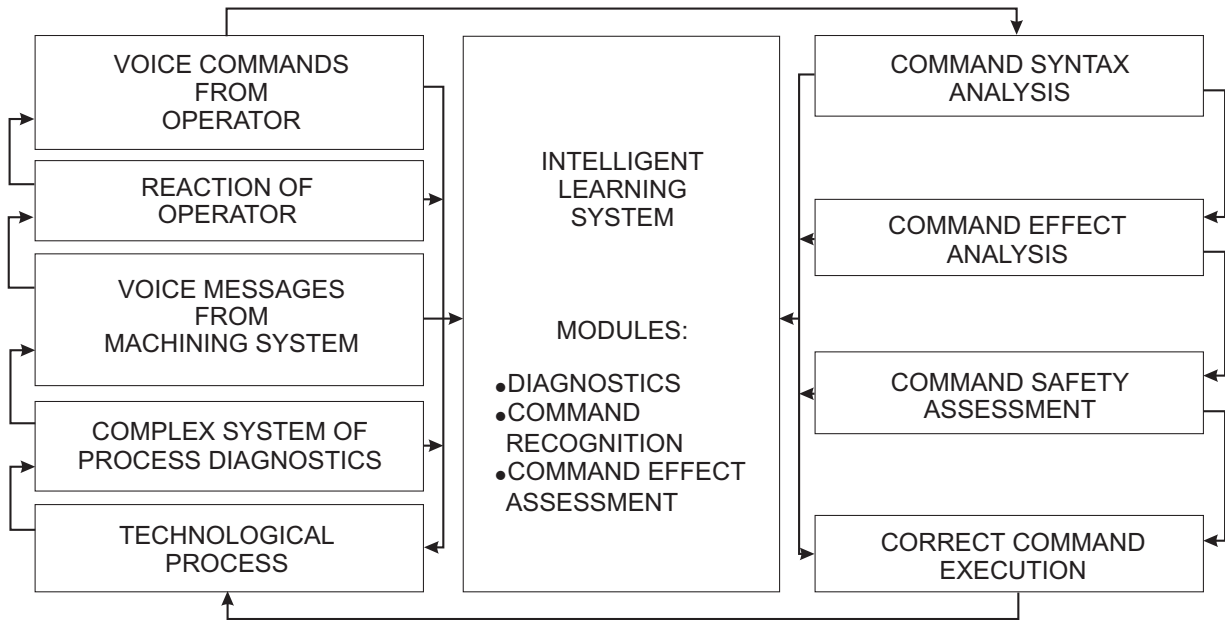 VOICE COMMANDS
FROM
OPERATOR
REACTION OF
OPERATOR
VOICE MESSAGES
FROM
MACHINING SYSTEM
COMPLEX SYSTEM OF
PROCESS DIAGNOSTICS
TECHNOLOGICAL
PROCESS
INTELLIGENT
LEARNING
SYSTEM
MODULES:
•DIAGNOSTICS
•COMMAND
RECOGNITION
•COMMAND EFFECT
ASSESSMENT
COMMAND SYNTAX
ANALYSIS
COMMAND EFFECT
ANALYSIS
COMMAND SAFETY
ASSESSMENT
CORRECT COMMAND
EXECUTION